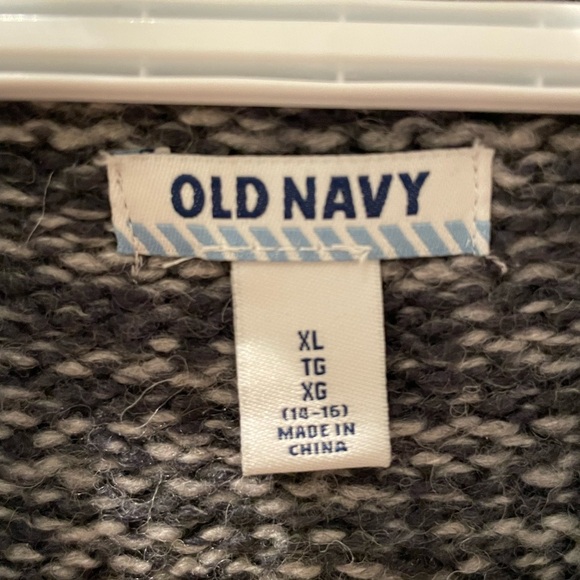 OLD NAVY
XL
TG
XG
(14-16)
MADE IN
CHINA